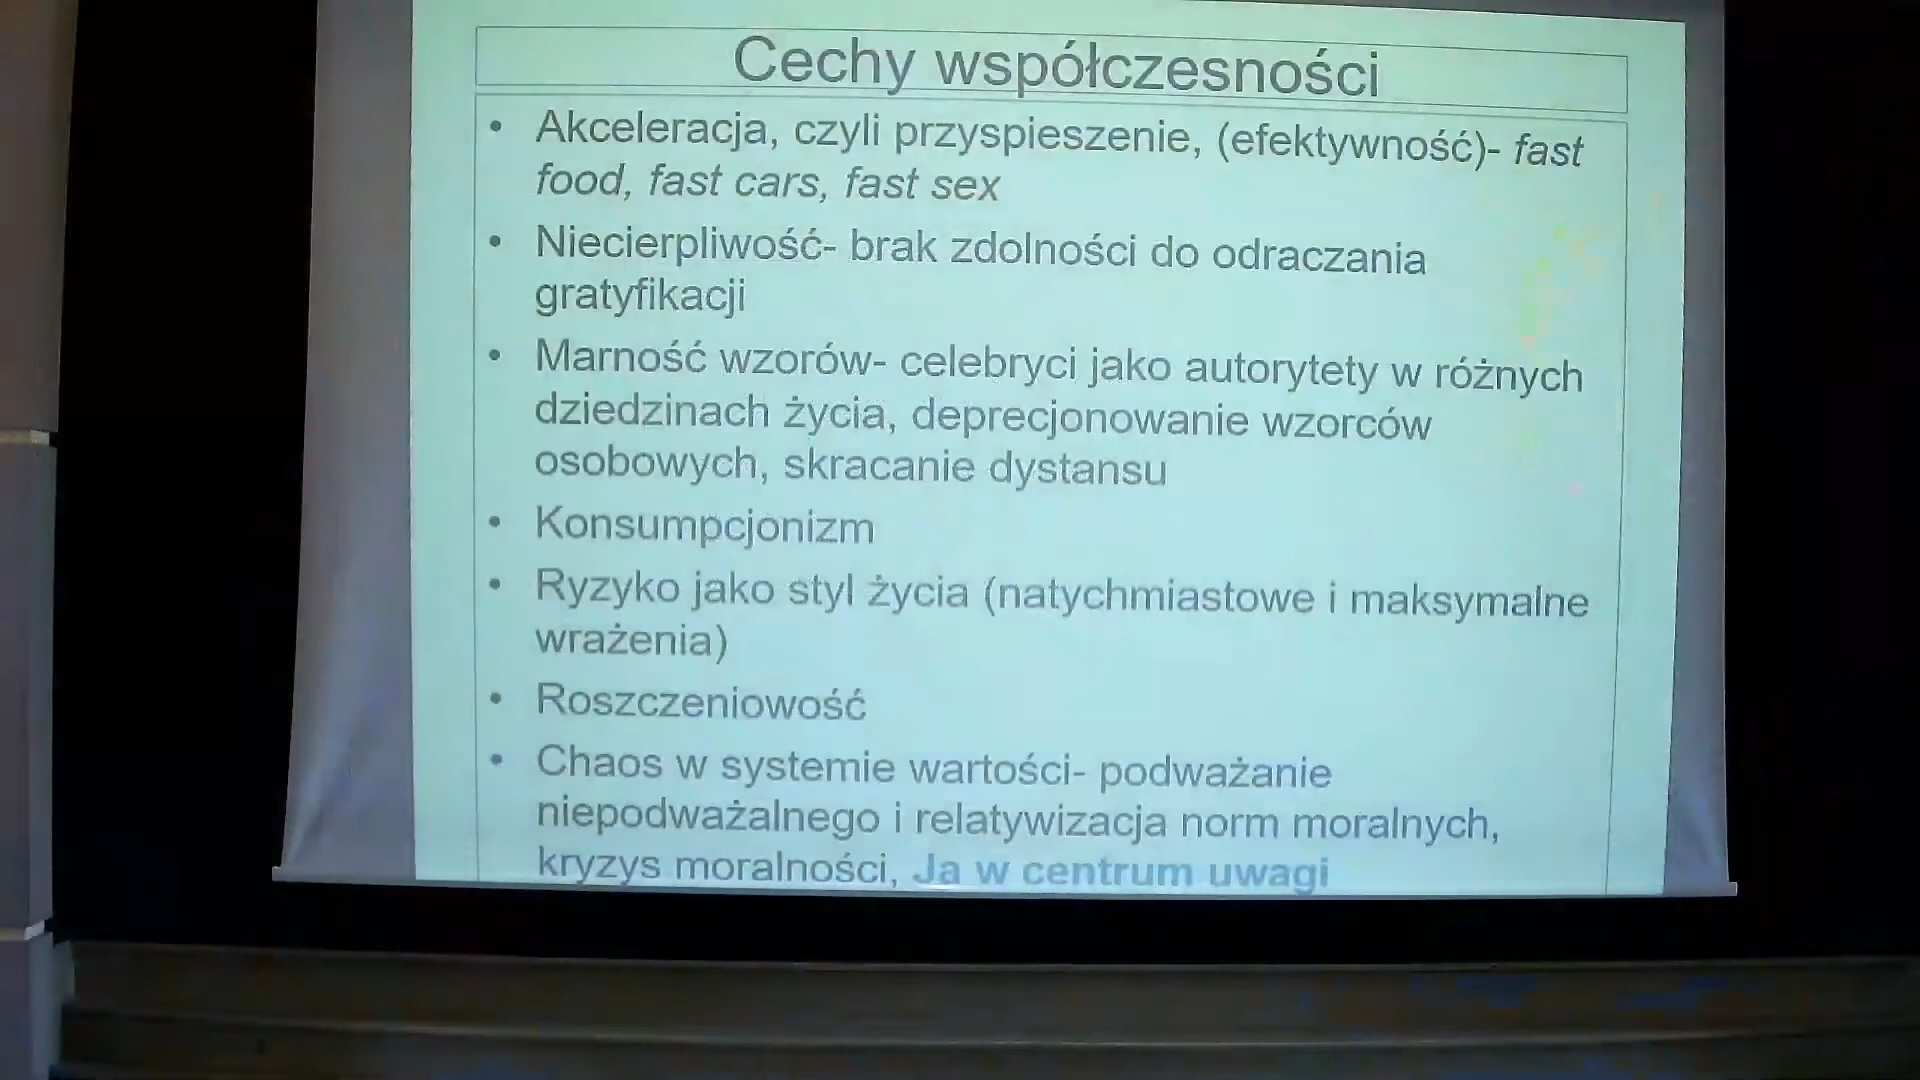 Cechy współczesności
• Akceleracja, czyli przyspieszenie, (efektywność)- fast
food, fast cars, fast sex
• Niecierpliwość- brak zdolności do odraczania
gratyfikacji
• Marność wzorów- celebryci jako autorytety w różnych
dziedzinach życia, deprecjonowanie wzorców
osobowych, skracanie dystansu
• Konsumpcjonizm
• Ryzyko jako styl życia (natychmiastowe i maksymalne
wrażenia)
• Roszczeniowość
• Chaos w systemie wartości- podważanie
niepodważalnego i relatywizacja norm moralnych,
kryzys moralności, Ja w centrum uwagi